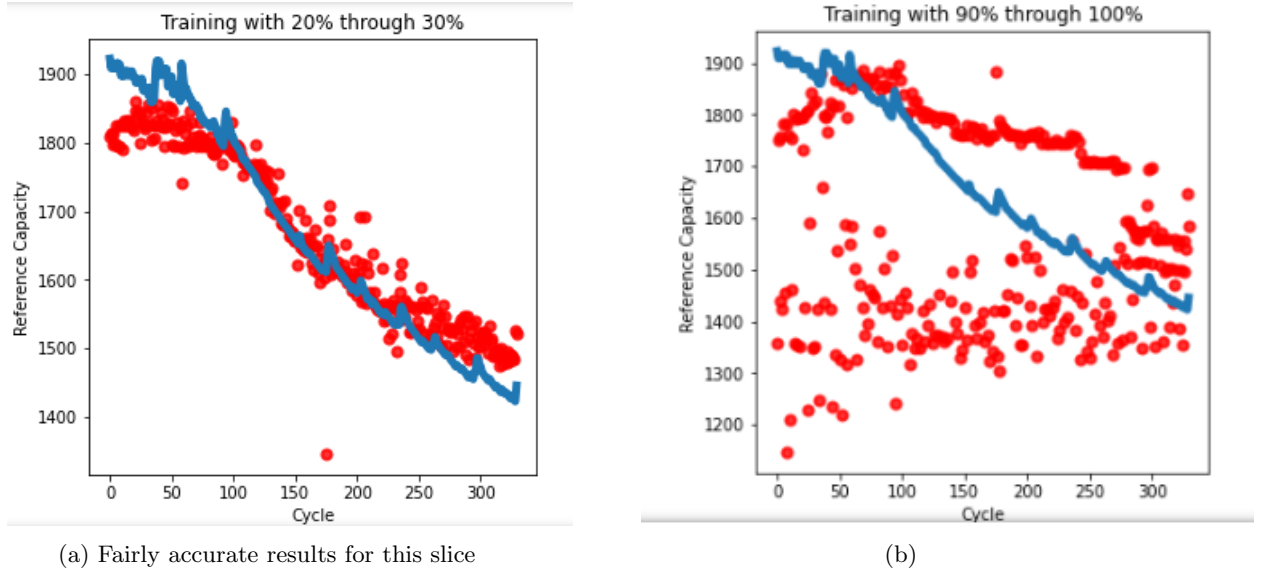 Training with 20% through 30%
1900
1800
1700
1600
1500
1400
Reference Capacity
0 50 100 150 200 250 300
Cycle
(a) Fairly accurate results for this slice
Training with 90% through 100%
1900
1800
1700
1600
1500
1400
1300
1200
Reference Capacity
0 50 100 150 200 250 300
Cycle
(b)